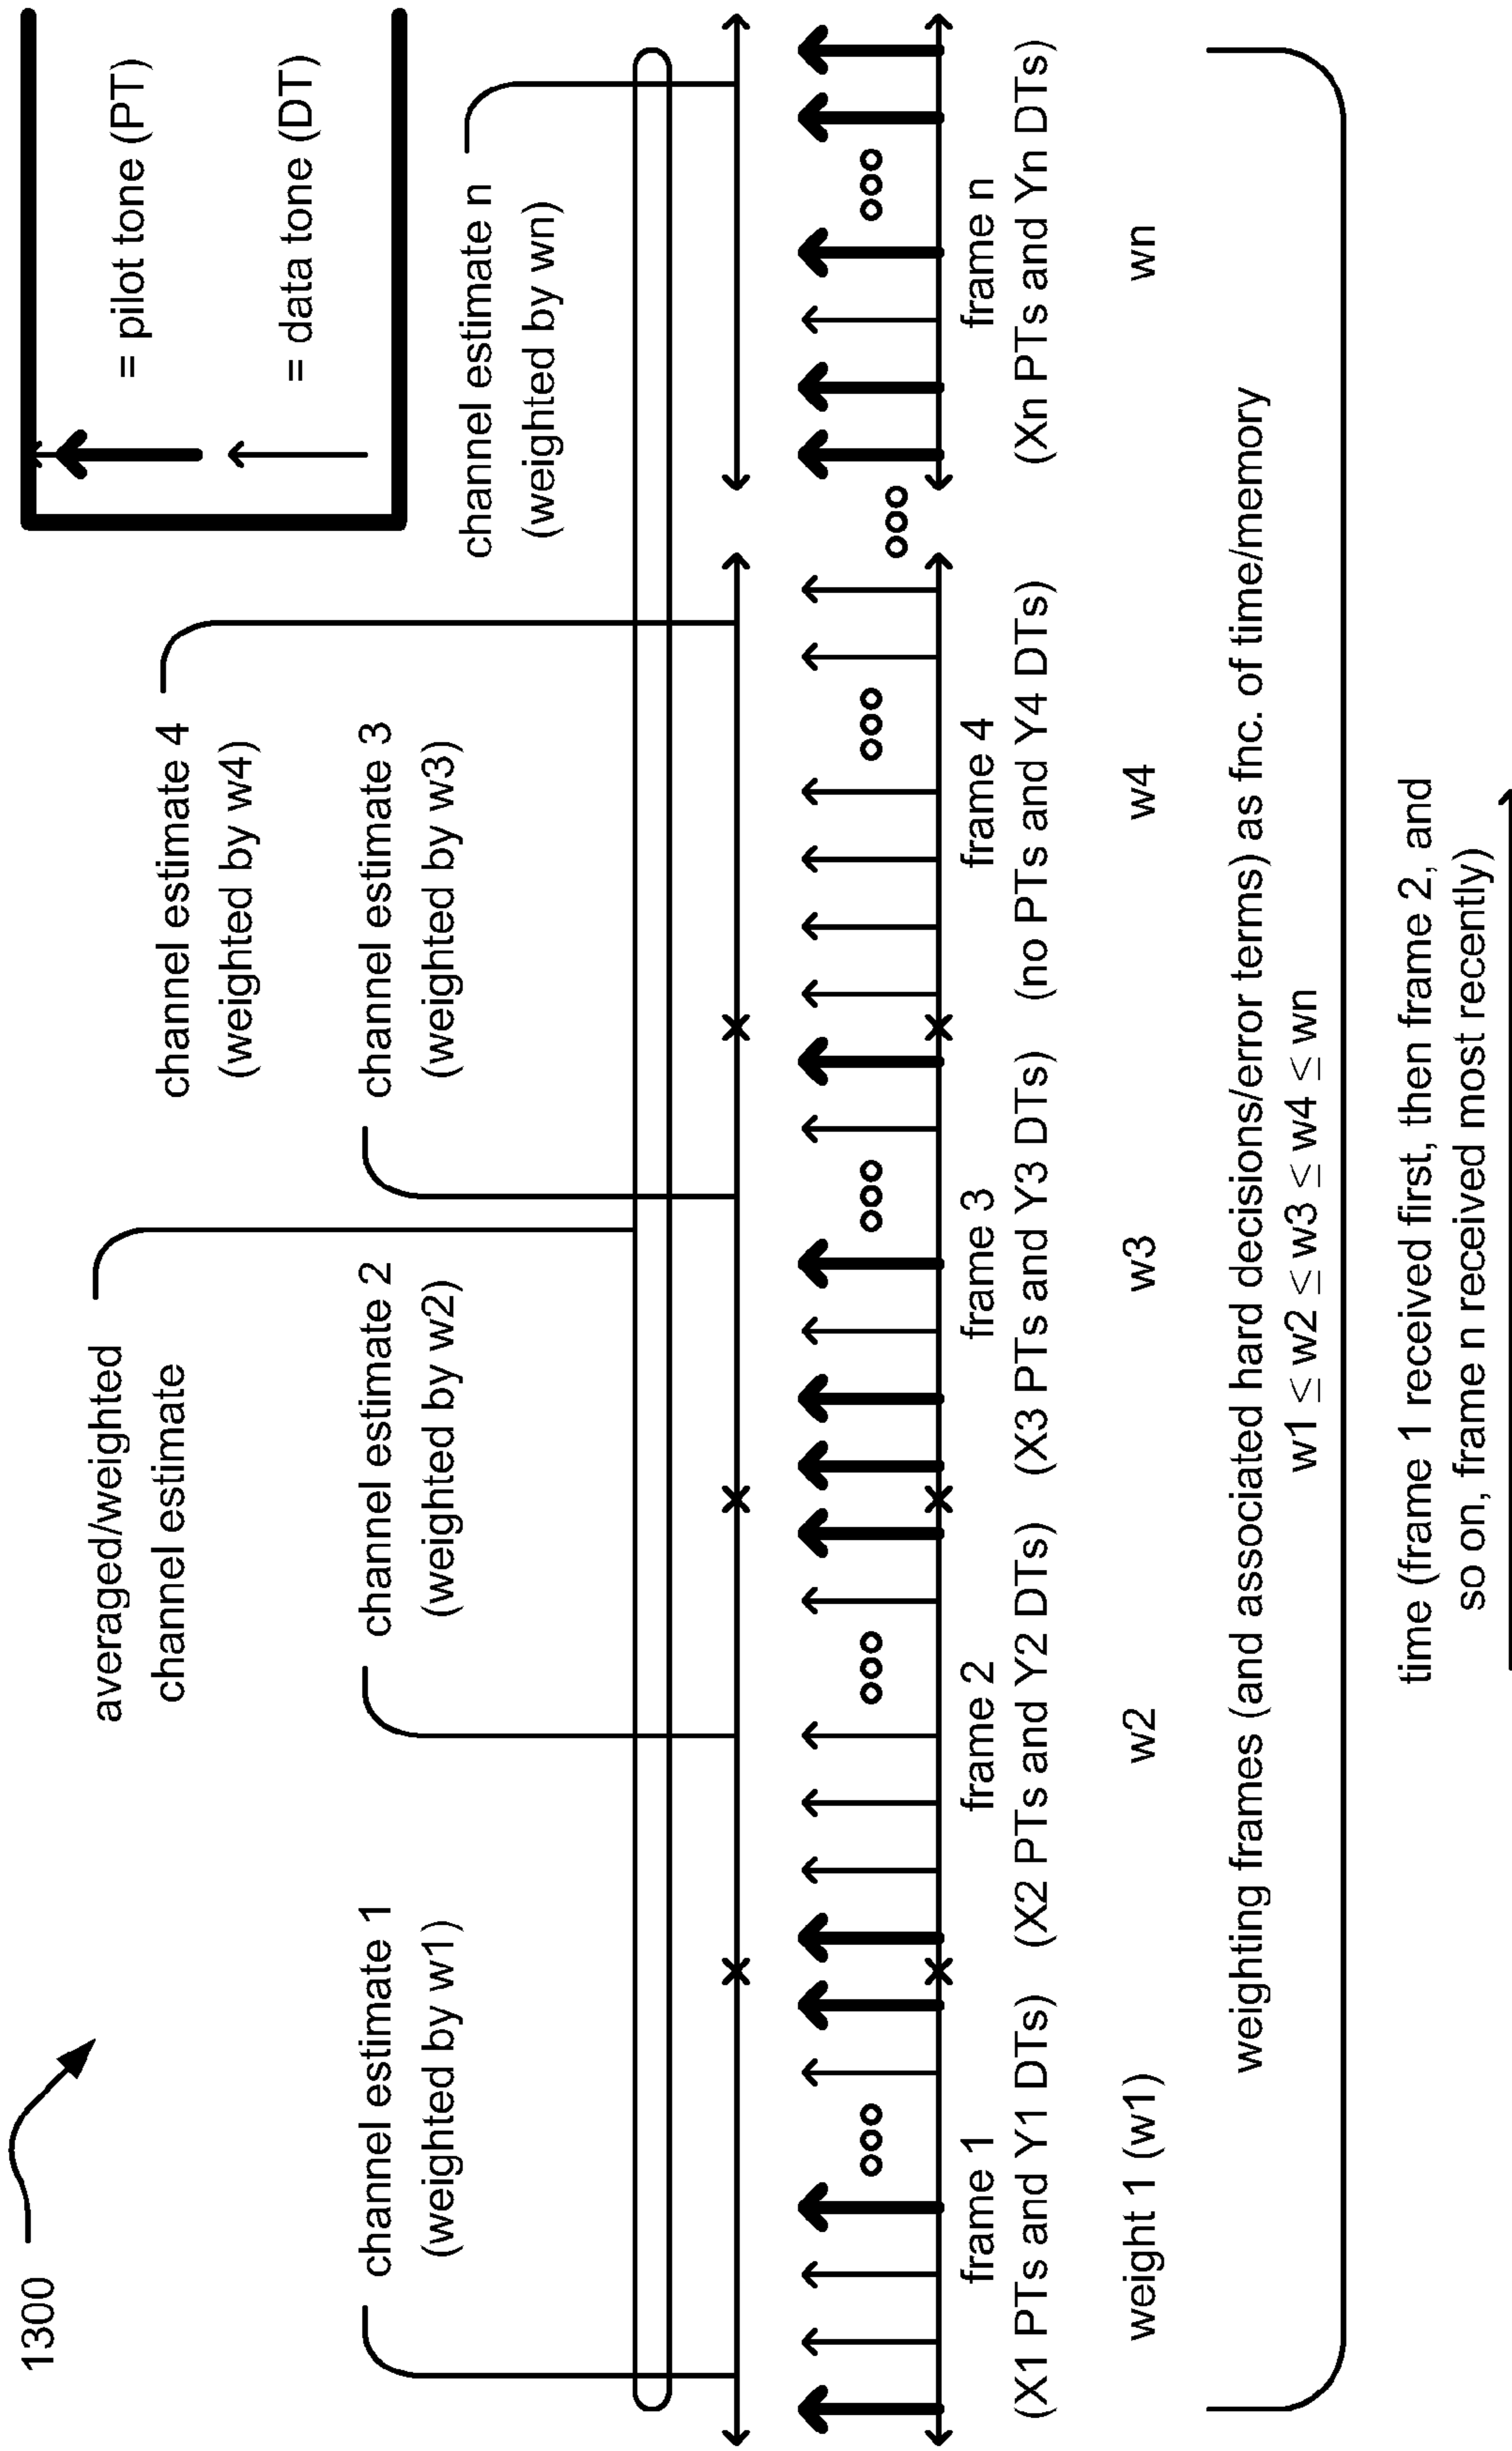 1300
averaged/weighted
channel estimate
channel estimate 4
(weighted by w4)
= pilot tone (PT)
= data tone (DT)
channel estimate 1
(weighted by w1)
channel estimate 2
(weighted by w2)
channel estimate 3
(weighted by w3)
channel estimate n
(weighted by wn)
frame 1
(X1 PTs and Y1 DTs)
frame 2
(X2 PTs and Y2 DTs)
frame 3
(X3 PTs and Y3 DTs)
frame 4
(no PTs and Y4 DTs)
frame n
(Xn PTs and Yn DTs)
weight 1 (w1)
w2
w3
w4
wn
weighting frames (and associated hard decisions/error terms) as fnc. of time/memory
w1 ≤ w2 ≤ w3 ≤ w4 ≤ wn
time (frame 1 received first, then frame 2, and
so on, frame n received most recently)